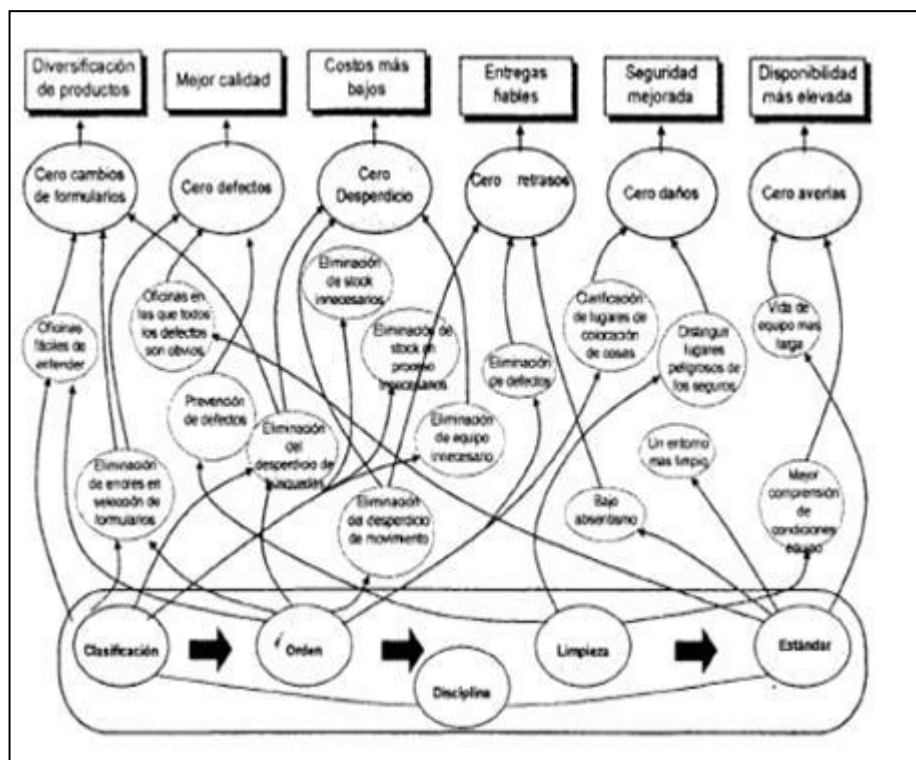 Diversificación
de productos
Mejor calidad
Costos más
bajos
Entregas
fiables
Seguridad
mejorada
Disponibilidad
más elevada
Cero cambios
de formularios
Cero defectos
Cero
Desperdicio
Cero retrasos
Cero daños
Cero averias
Oficinas
fáciles de
entender
Oficinas en
las que todos
los defectos
son obvios
Eliminación
de stock
innecesarios
Eliminación de
stock en
proceso
innecesarios
Eliminación
de defectos
Clarificación
de lugares de
colocación
de cosas
Distinguir
lugares
peligrosos de
los seguros
Vida de
equipo mas
larga
Prevención
de defectos
Eliminación
de errores en
selección de
formularios
Eliminación
del
desperdicio de
búsquedas
Eliminación
de equipo
innecesario
Eliminación
del desperdicio
de movimiento
Bajo
absentismo
Un entorno
mas limpio
Mejor
comprensión
de
condiciones
equipo
Clasificación
Orden
Disciplina
Limpieza
Estándar